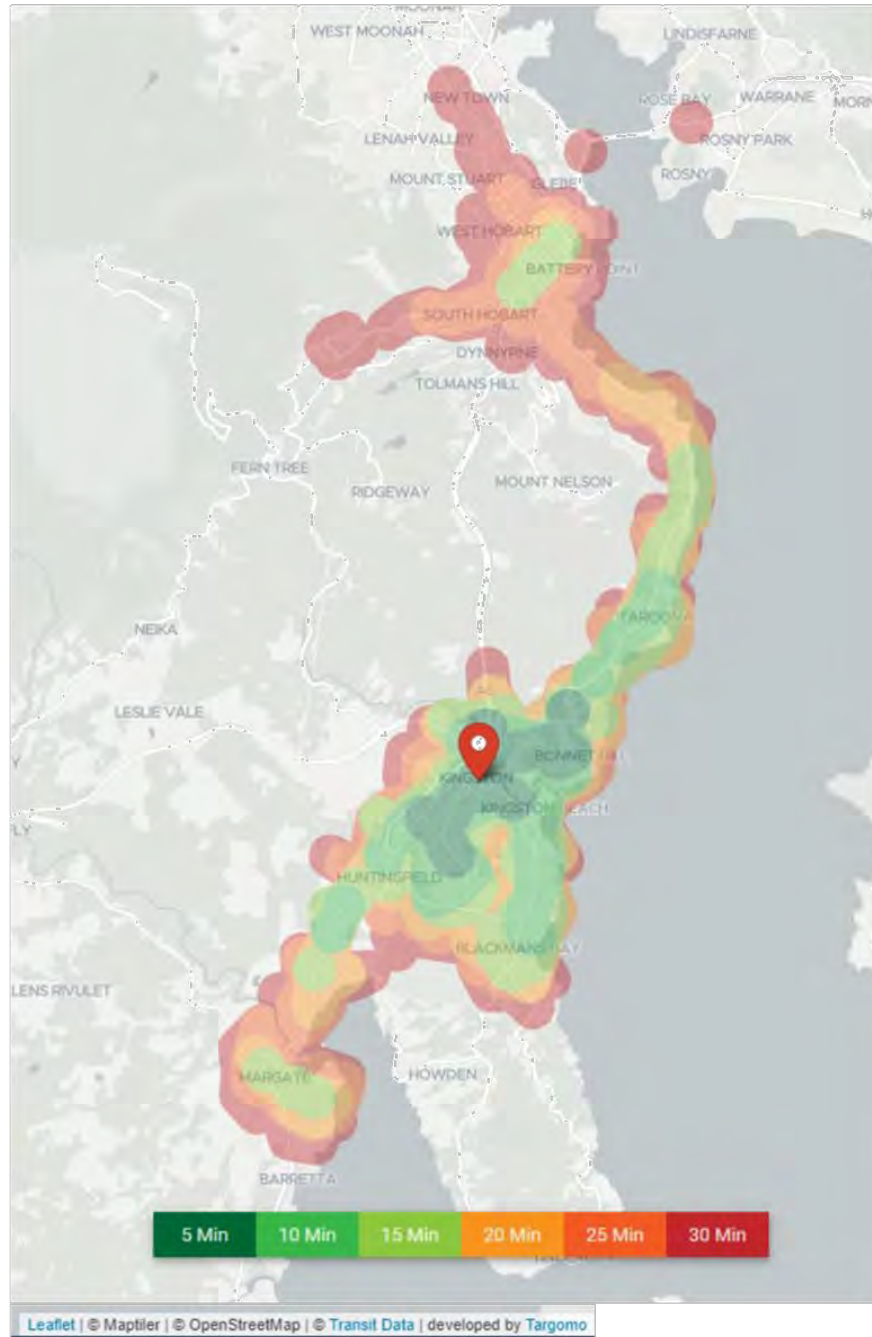 MOONAH
WEST MOONAH
LINDISFARNE
NEW TOWN
ROSE BAY
WARRANE
LENAH VALLEY
ROSNY PARK
MOUNT STUART
GLEBE
ROSNY
WEST HOBART
BATTERY POINT
SOUTH HOBART
DYNNYRNE
TOLMANS HILL
FERN TREE
RIDGEWAY
MOUNT NELSON
TAROONA
NEIKA
LESLIE VALE
BONNET HILL
KINGSTON
KINGSTON BEACH
HUNTINGFIELD
BLACKMANS BAY
LENS RIVULET
MARGATE
HOWDEN
BARRETTA
5 Min 10 Min 15 Min 20 Min 25 Min 30 Min
Leaflet | © Maptiler | © OpenStreetMap | © Transit Data | developed by Targomo